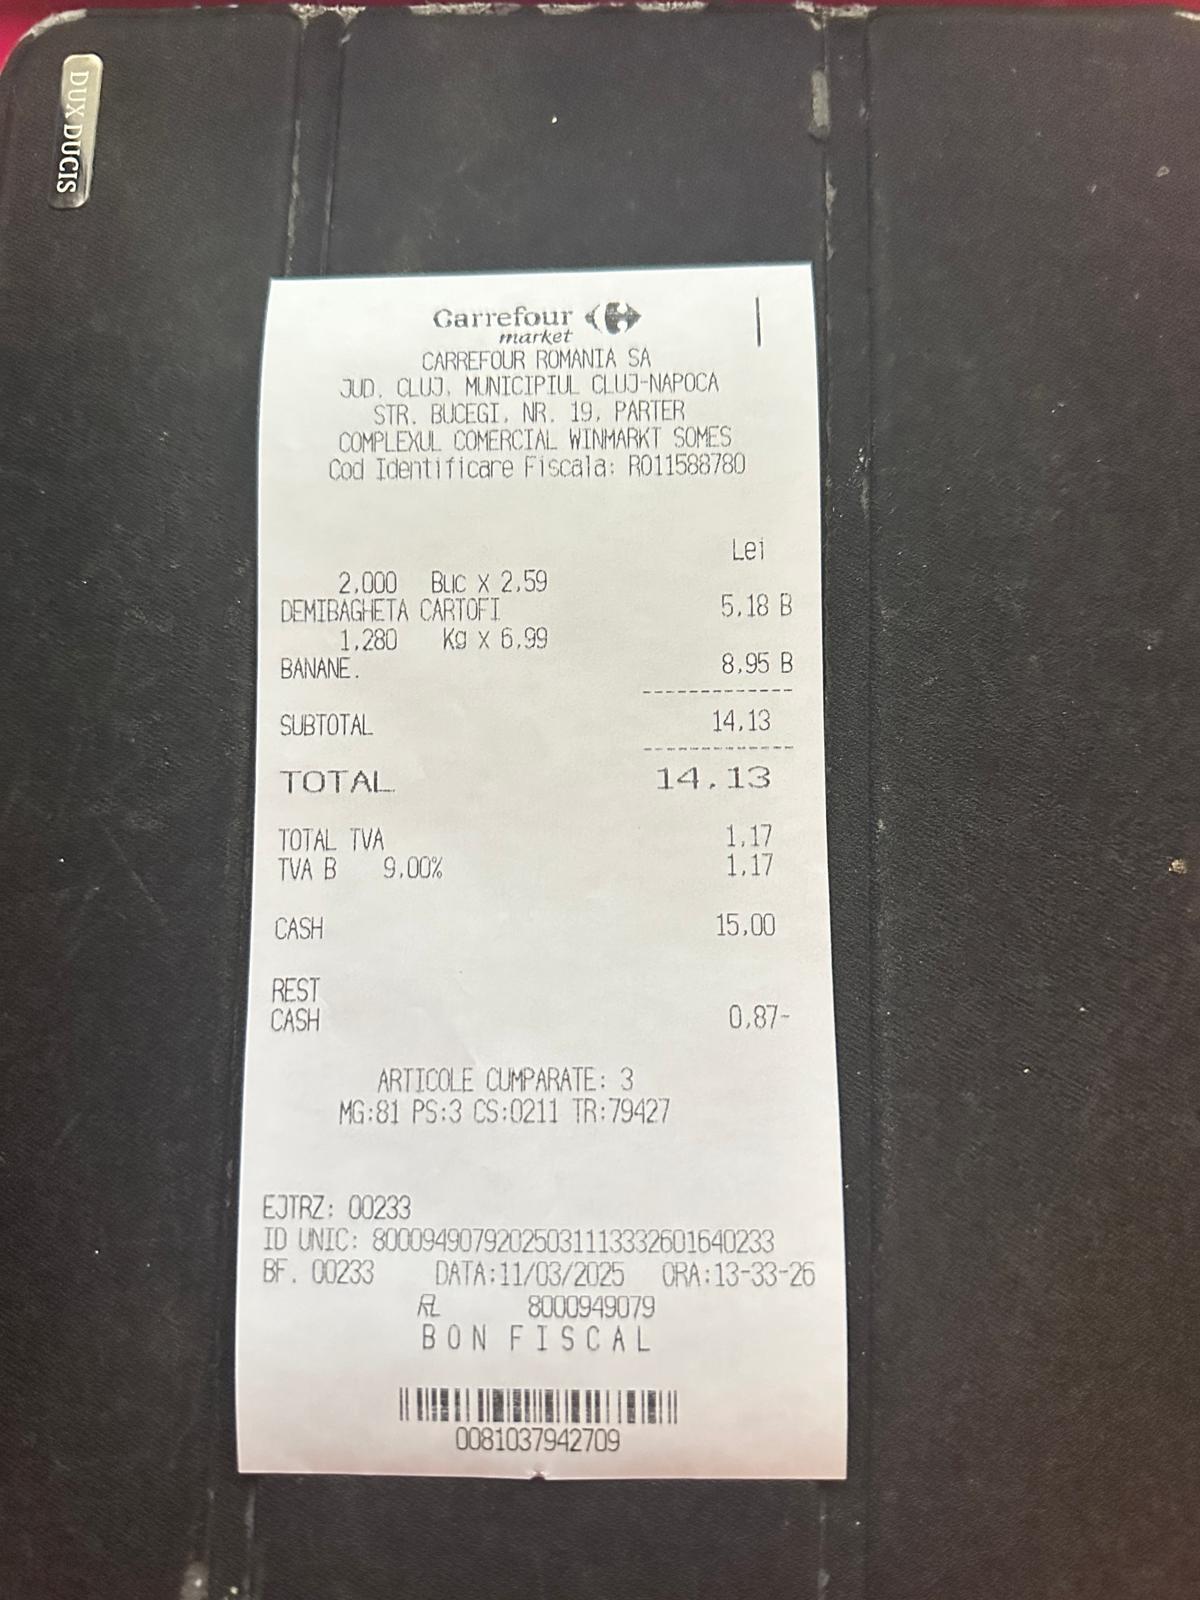 DUX DUCIS
Carrefour
market
CARREFOUR ROMANIA SA
JUD. CLUJ, MUNICIPIUL CLUJ-NAPOCA
STR. BUCEGI, NR. 19, PARTER
COMPLEXUL COMERCIAL WINMARKT SOMES
Cod Identificare Fiscala: RO11588780
Lei
2,000 BUC X 2,59
DEMIBAGHETA CARTOFI 5,18 B
1,280 Kg X 6,99
BANANE. 8,95 B
-------------
SUBTOTAL 14,13
-------------
TOTAL 14,13
TOTAL TVA 1,17
TVA B 9,00% 1,17
CASH 15,00
REST
CASH 0,87-
ARTICOLE CUMPARATE: 3
MG:81 PS:3 CS:0211 TR:79427
EJTRZ: 00233
ID UNIC: 80009490792025031113332601640233
BF. 00233 DATA:11/03/2025 ORA:13-33-26
8000949079
BON FISCAL
0081037942709